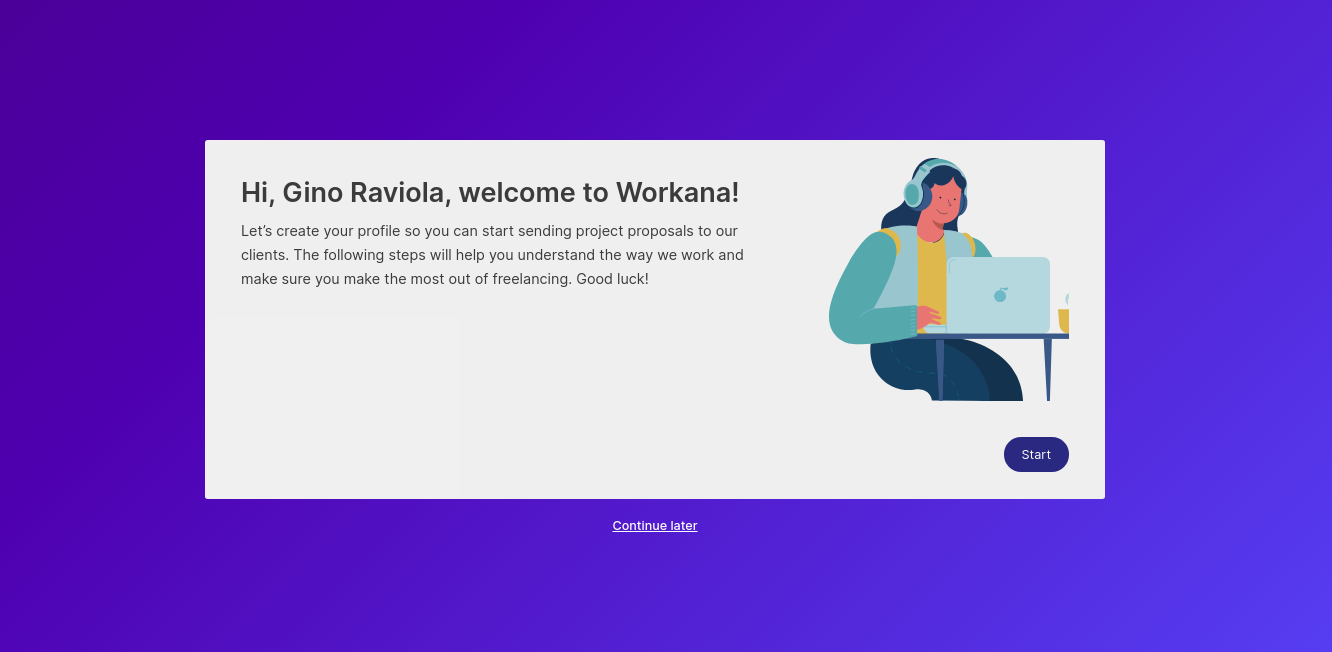 Hi, Gino Raviola, welcome to Workana!
Let’s create your profile so you can start sending project proposals to our
clients. The following steps will help you understand the way we work and
make sure you make the most out of freelancing. Good luck!
Start
Continue later